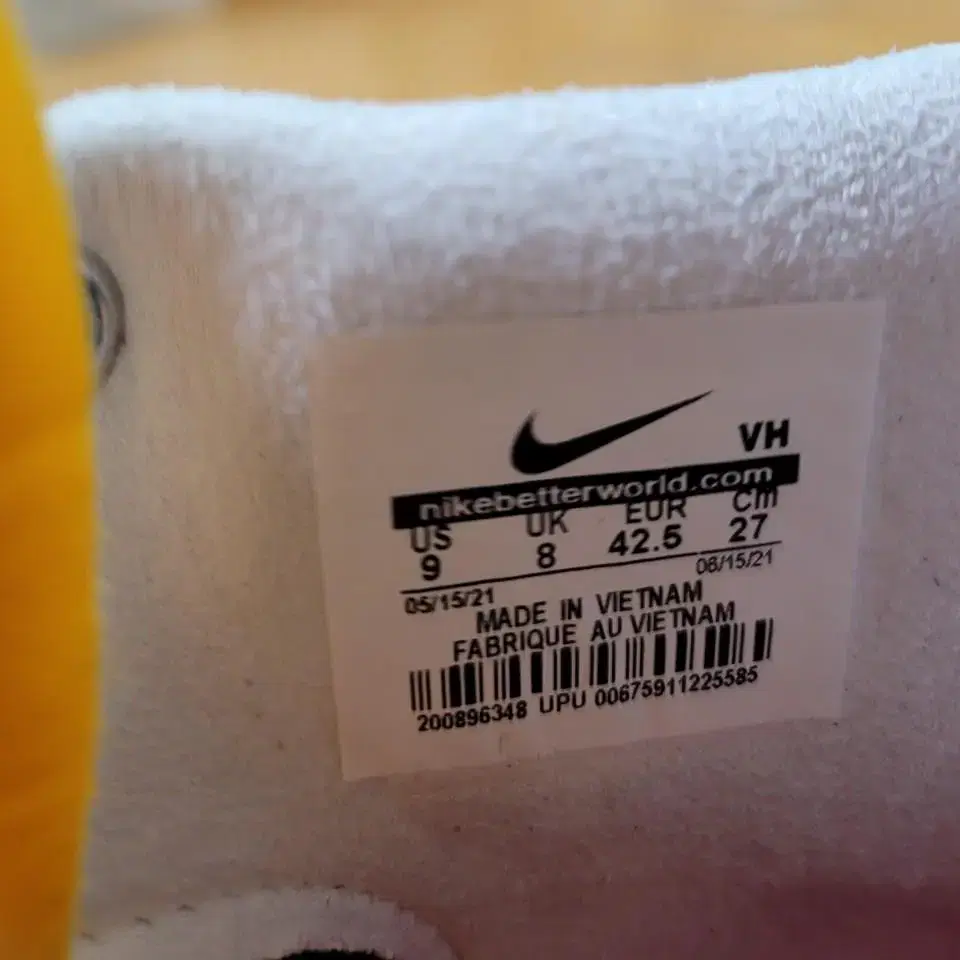 VH
nikebetterworld.com
US UK EUR Cm
9 8 42.5 27
05/15/21 08/15/21
MADE IN VIETNAM
FABRIQUE AU VIETNAM
200896348 UPU 00675911225585